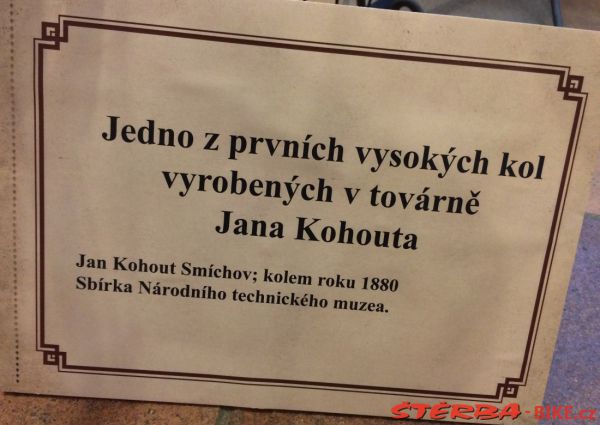 Jedno z prvních vysokých kol
vyrobených v továrně
Jana Kohouta
Jan Kohout Smíchov; kolem roku 1880
Sbírka Národního technického muzea.
ŠTĚRBA-BIKE.cz